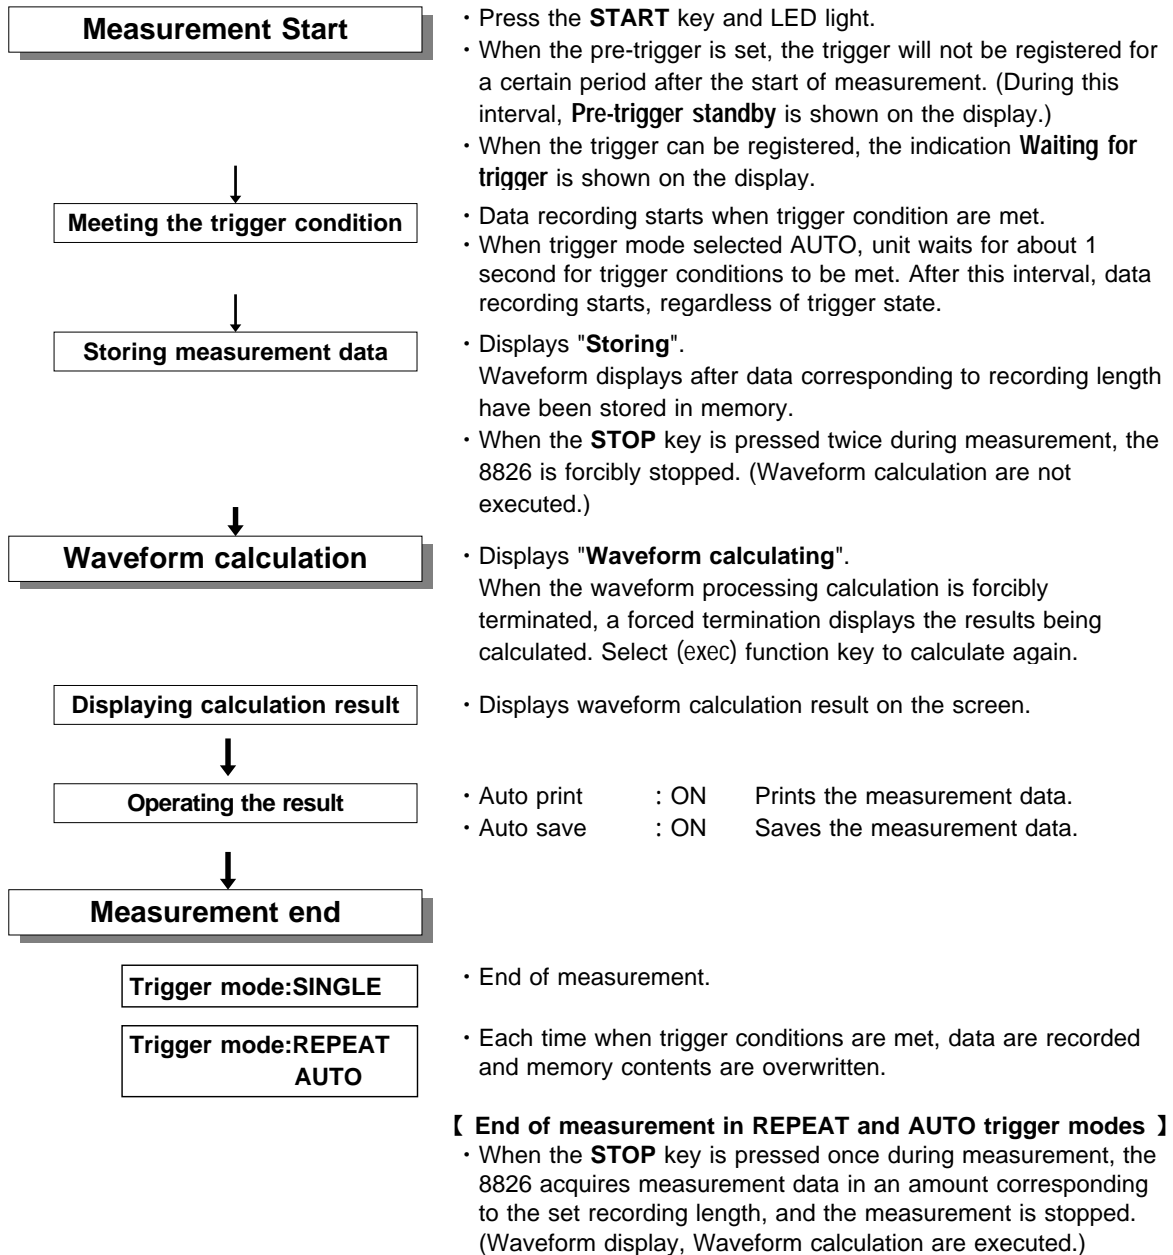 Measurement Start
・Press the START key and LED light.
・When the pre-trigger is set, the trigger will not be registered for
a certain period after the start of measurement. (During this
interval, Pre-trigger standby is shown on the display.)
・When the trigger can be registered, the indication Waiting for
trigger is shown on the display.
Meeting the trigger condition
・Data recording starts when trigger condition are met.
・When trigger mode selected AUTO, unit waits for about 1
second for trigger conditions to be met. After this interval, data
recording starts, regardless of trigger state.
Storing measurement data
・Displays "Storing".
Waveform displays after data corresponding to recording length
have been stored in memory.
・When the STOP key is pressed twice during measurement, the
8826 is forcibly stopped. (Waveform calculation are not
executed.)
Waveform calculation
・Displays "Waveform calculating".
When the waveform processing calculation is forcibly
terminated, a forced termination displays the results being
calculated. Select (exec) function key to calculate again.
Displaying calculation result
・Displays waveform calculation result on the screen.
Operating the result
・Auto print : ON Prints the measurement data.
・Auto save : ON Saves the measurement data.
Measurement end
Trigger mode:SINGLE
・End of measurement.
Trigger mode:REPEAT
AUTO
・Each time when trigger conditions are met, data are recorded
and memory contents are overwritten.
【 End of measurement in REPEAT and AUTO trigger modes 】
・When the STOP key is pressed once during measurement, the
8826 acquires measurement data in an amount corresponding
to the set recording length, and the measurement is stopped.
(Waveform display, Waveform calculation are executed.)